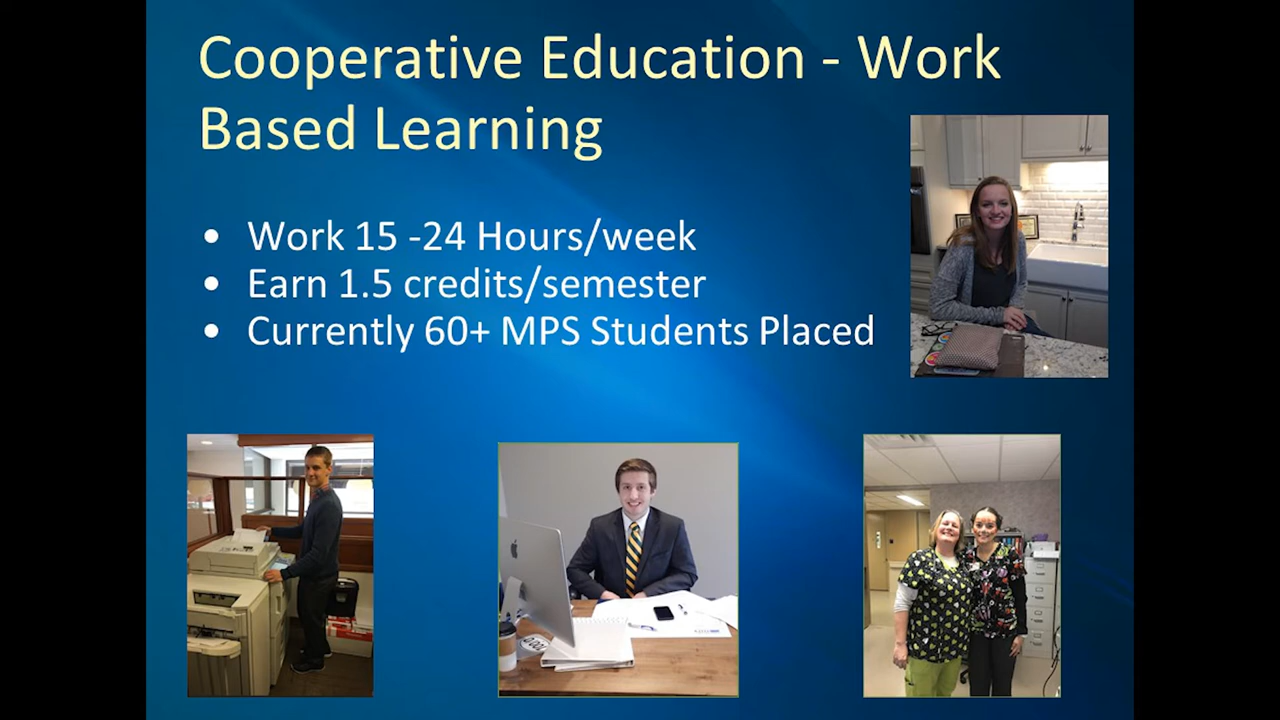 Cooperative Education - Work
Based Learning
• Work 15 -24 Hours/week
• Earn 1.5 credits/semester
• Currently 60+ MPS Students Placed